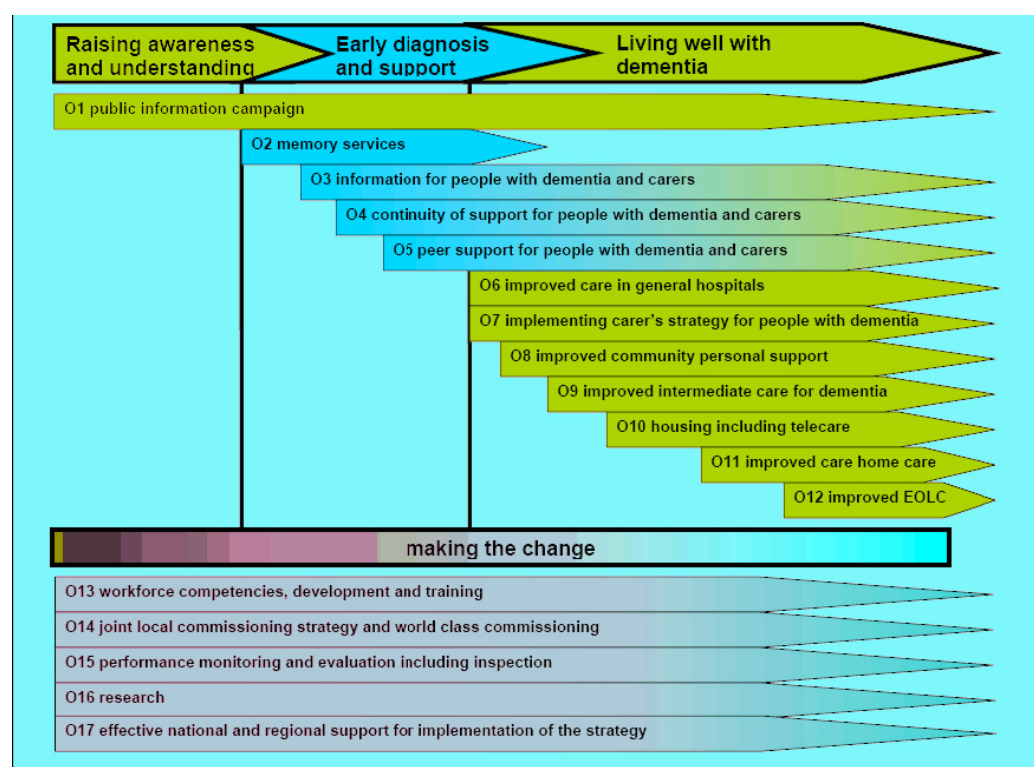 Raising awareness
and understanding
Early diagnosis
and support
Living well with
dementia
O1 public information campaign
O2 memory services
O3 information for people with dementia and carers
O4 continuity of support for people with dementia and carers
O5 peer support for people with dementia and carers
O6 improved care in general hospitals
O7 implementing carer's strategy for people with dementia
O8 improved community personal support
O9 improved intermediate care for dementia
O10 housing including telecare
O11 improved care home care
O12 improved EOLC
making the change
O13 workforce competencies, development and training
O14 joint local commissioning strategy and world class commissioning
O15 performance monitoring and evaluation including inspection
O16 research
O17 effective national and regional support for implementation of the strategy